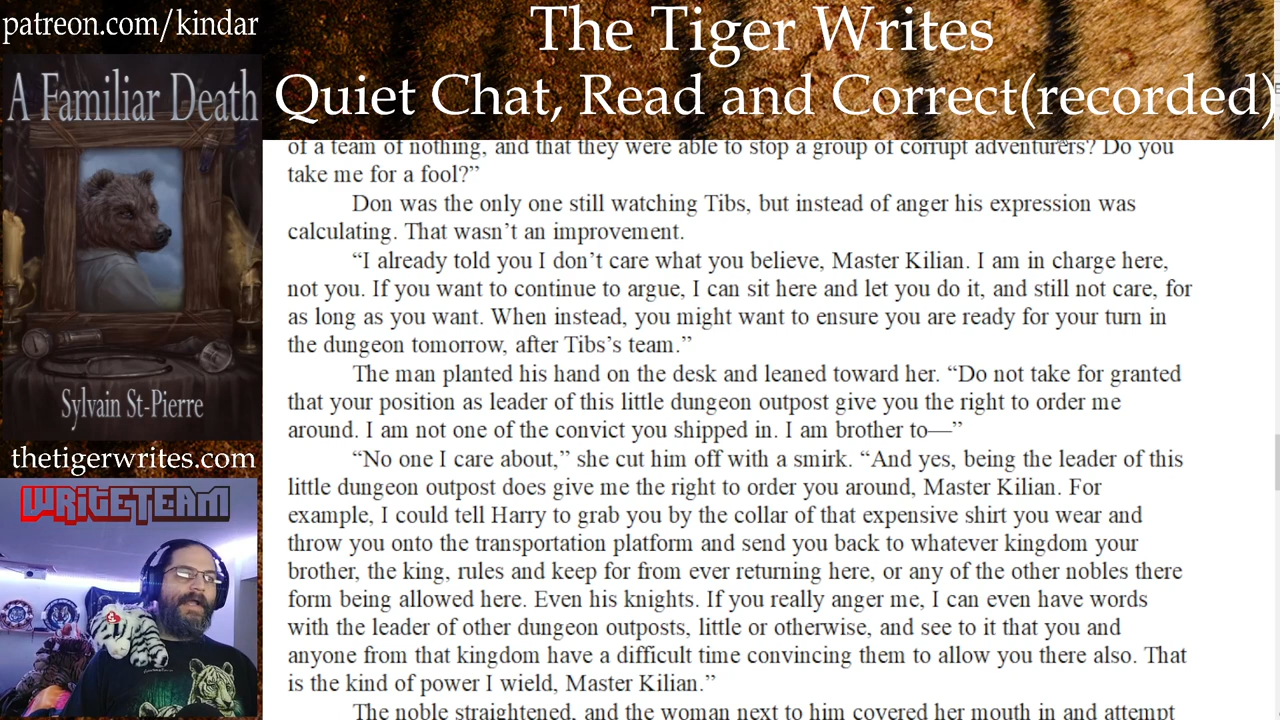 patreon.com/kindar
The Tiger Writes
Quiet Chat, Read and Correct(recorded)
A Familiar Death
Sylvain St-Pierre
thetigerwrites.com
WRITETEAM
of a team of nothing, and that they were able to stop a group of corrupt adventurers? Do you
take me for a fool?”
Don was the only one still watching Tibs, but instead of anger his expression was
calculating. That wasn’t an improvement.
“I already told you I don’t care what you believe, Master Kilian. I am in charge here,
not you. If you want to continue to argue, I can sit here and let you do it, and still not care, for
as long as you want. When instead, you might want to ensure you are ready for your turn in
the dungeon tomorrow, after Tibs’s team.”
The man planted his hand on the desk and leaned toward her. “Do not take for granted
that your position as leader of this little dungeon outpost give you the right to order me
around. I am not one of the convict you shipped in. I am brother to—”
“No one I care about,” she cut him off with a smirk. “And yes, being the leader of this
little dungeon outpost does give me the right to order you around, Master Kilian. For
example, I could tell Harry to grab you by the collar of that expensive shirt you wear and
throw you onto the transportation platform and send you back to whatever kingdom your
brother, the king, rules and keep for from ever returning here, or any of the other nobles there
form being allowed here. Even his knights. If you really anger me, I can even have words
with the leader of other dungeon outposts, little or otherwise, and see to it that you and
anyone from that kingdom have a difficult time convincing them to allow you there also. That
is the kind of power I wield, Master Kilian.”
The noble straightened, and the woman next to him covered her mouth in and attempt